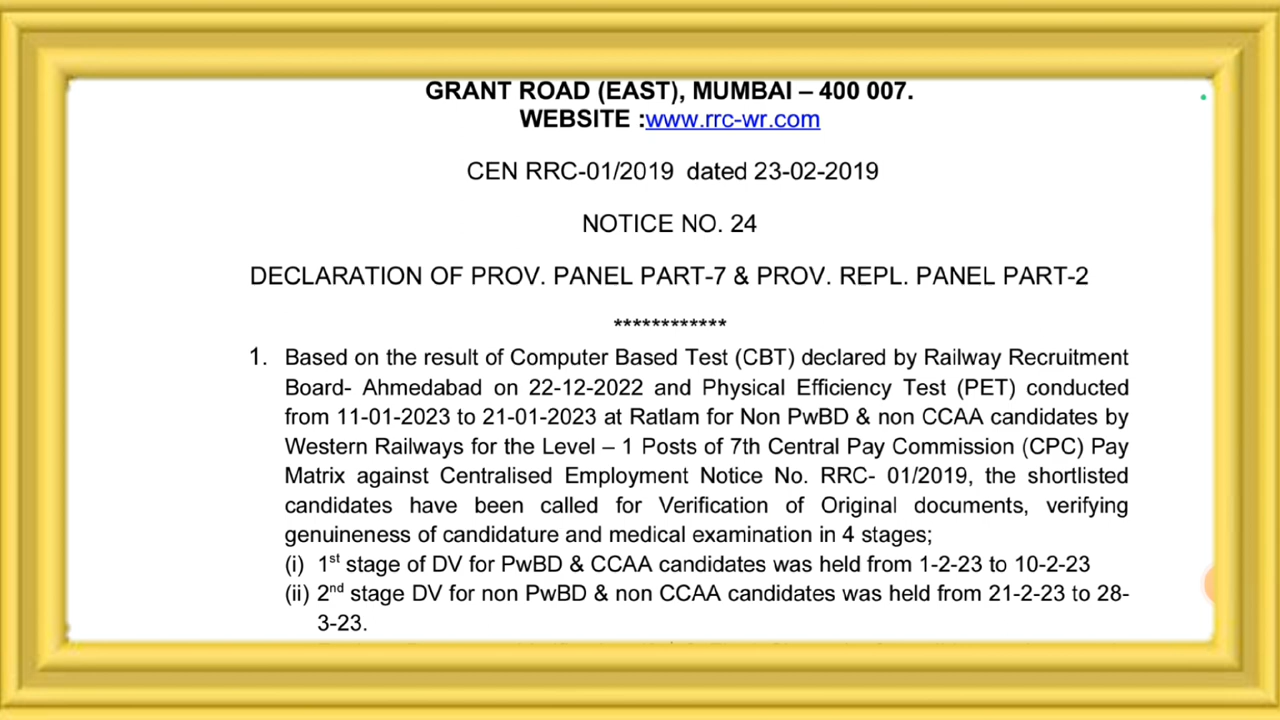 GRANT ROAD (EAST), MUMBAI – 400 007.
WEBSITE :www.rrc-wr.com
CEN RRC-01/2019 dated 23-02-2019
NOTICE NO. 24
DECLARATION OF PROV. PANEL PART-7 & PROV. REPL. PANEL PART-2
************
1. Based on the result of Computer Based Test (CBT) declared by Railway Recruitment
Board- Ahmedabad on 22-12-2022 and Physical Efficiency Test (PET) conducted
from 11-01-2023 to 21-01-2023 at Ratlam for Non PwBD & non CCAA candidates by
Western Railways for the Level – 1 Posts of 7th Central Pay Commission (CPC) Pay
Matrix against Centralised Employment Notice No. RRC- 01/2019, the shortlisted
candidates have been called for Verification of Original documents, verifying
genuineness of candidature and medical examination in 4 stages;
(i) 1st stage of DV for PwBD & CCAA candidates was held from 1-2-23 to 10-2-23
(ii) 2nd stage DV for non PwBD & non CCAA candidates was held from 21-2-23 to 28-
3-23.